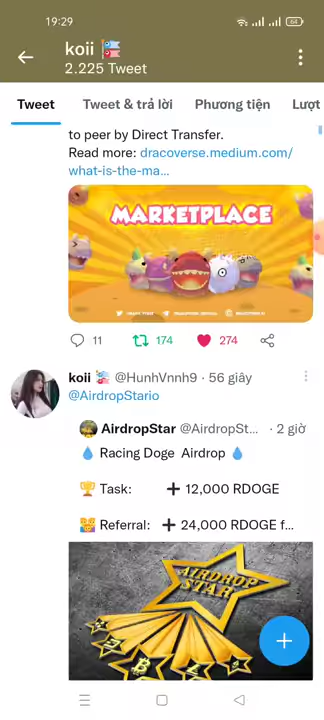 19:29
64
koii
2.225 Tweet
Tweet
Tweet & trả lời
Phương tiện
Lượt
to peer by Direct Transfer.
Read more: dracoverse.medium.com/
what-is-the-ma...
MARKETPLACE
11
174
274
koii @HunhVnnh9 · 56 giây
@AirdropStario
AirdropStar @AirdropSt... · 2 giờ
Racing Doge Airdrop
Task: 12,000 RDOGE
Referral: 24,000 RDOGE f...
AIRDROP
STAR